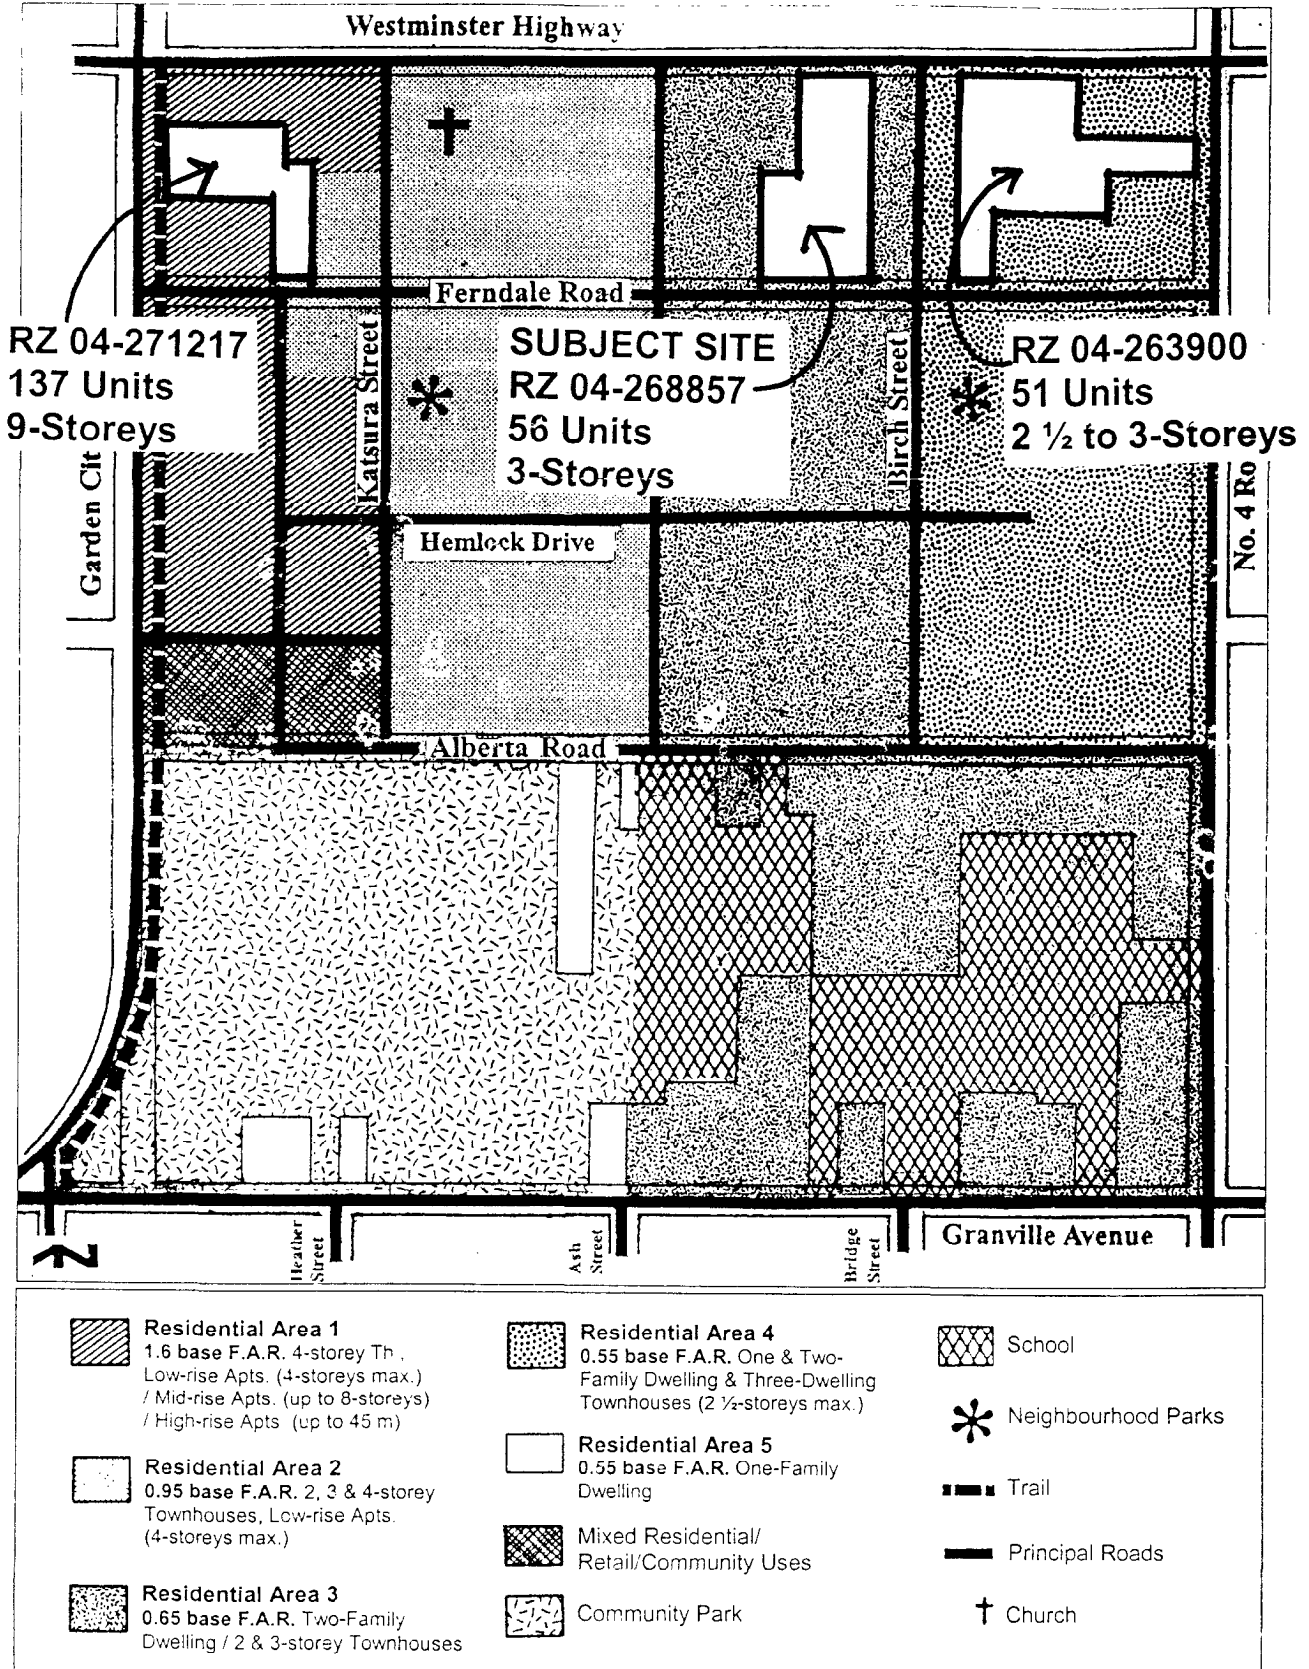 Westminster Highway
Ferndale Road
RZ 04-271217
137 Units
9-Storeys
Katsura Street
SUBJECT SITE
RZ 04-268857
56 Units
3-Storeys
Birch Street
RZ 04-263900
51 Units
2 ½ to 3-Storeys
Garden Cit
No. 4 Ro
Hemlock Drive
Alberta Road
Heather
Street
Ash
Street
Bridge
Street
Granville Avenue
Residential Area 1
1.6 base F.A.R. 4-storey Th.,
Low-rise Apts. (4-storeys max.)
/ Mid-rise Apts. (up to 8-storeys)
/ High-rise Apts (up to 45 m)
Residential Area 2
0.95 base F.A.R. 2, 3 & 4-storey
Townhouses, Low-rise Apts.
(4-storeys max.)
Residential Area 3
0.65 base F.A.R. Two-Family
Dwelling / 2 & 3-storey Townhouses
Residential Area 4
0.55 base F.A.R. One & Two-
Family Dwelling & Three-Dwelling
Townhouses (2 ½-storeys max.)
Residential Area 5
0.55 base F.A.R. One-Family
Dwelling
Mixed Residential/
Retail/Community Uses
Community Park
School
Neighbourhood Parks
Trail
Principal Roads
Church